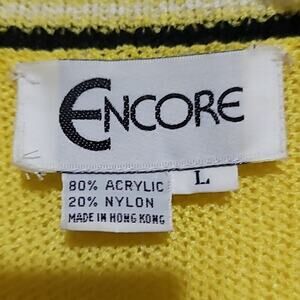 ENCORE
80% ACRYLIC
20% NYLON
MADE IN HONG KONG
L